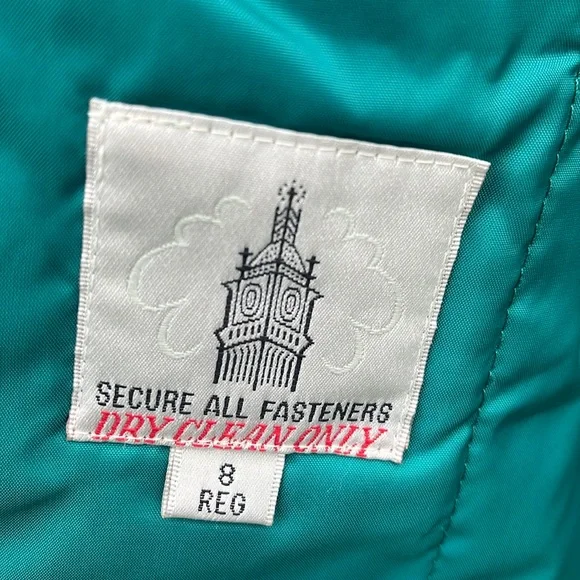 SECURE ALL FASTENERS
DRY CLEAN ONLY
8
REG